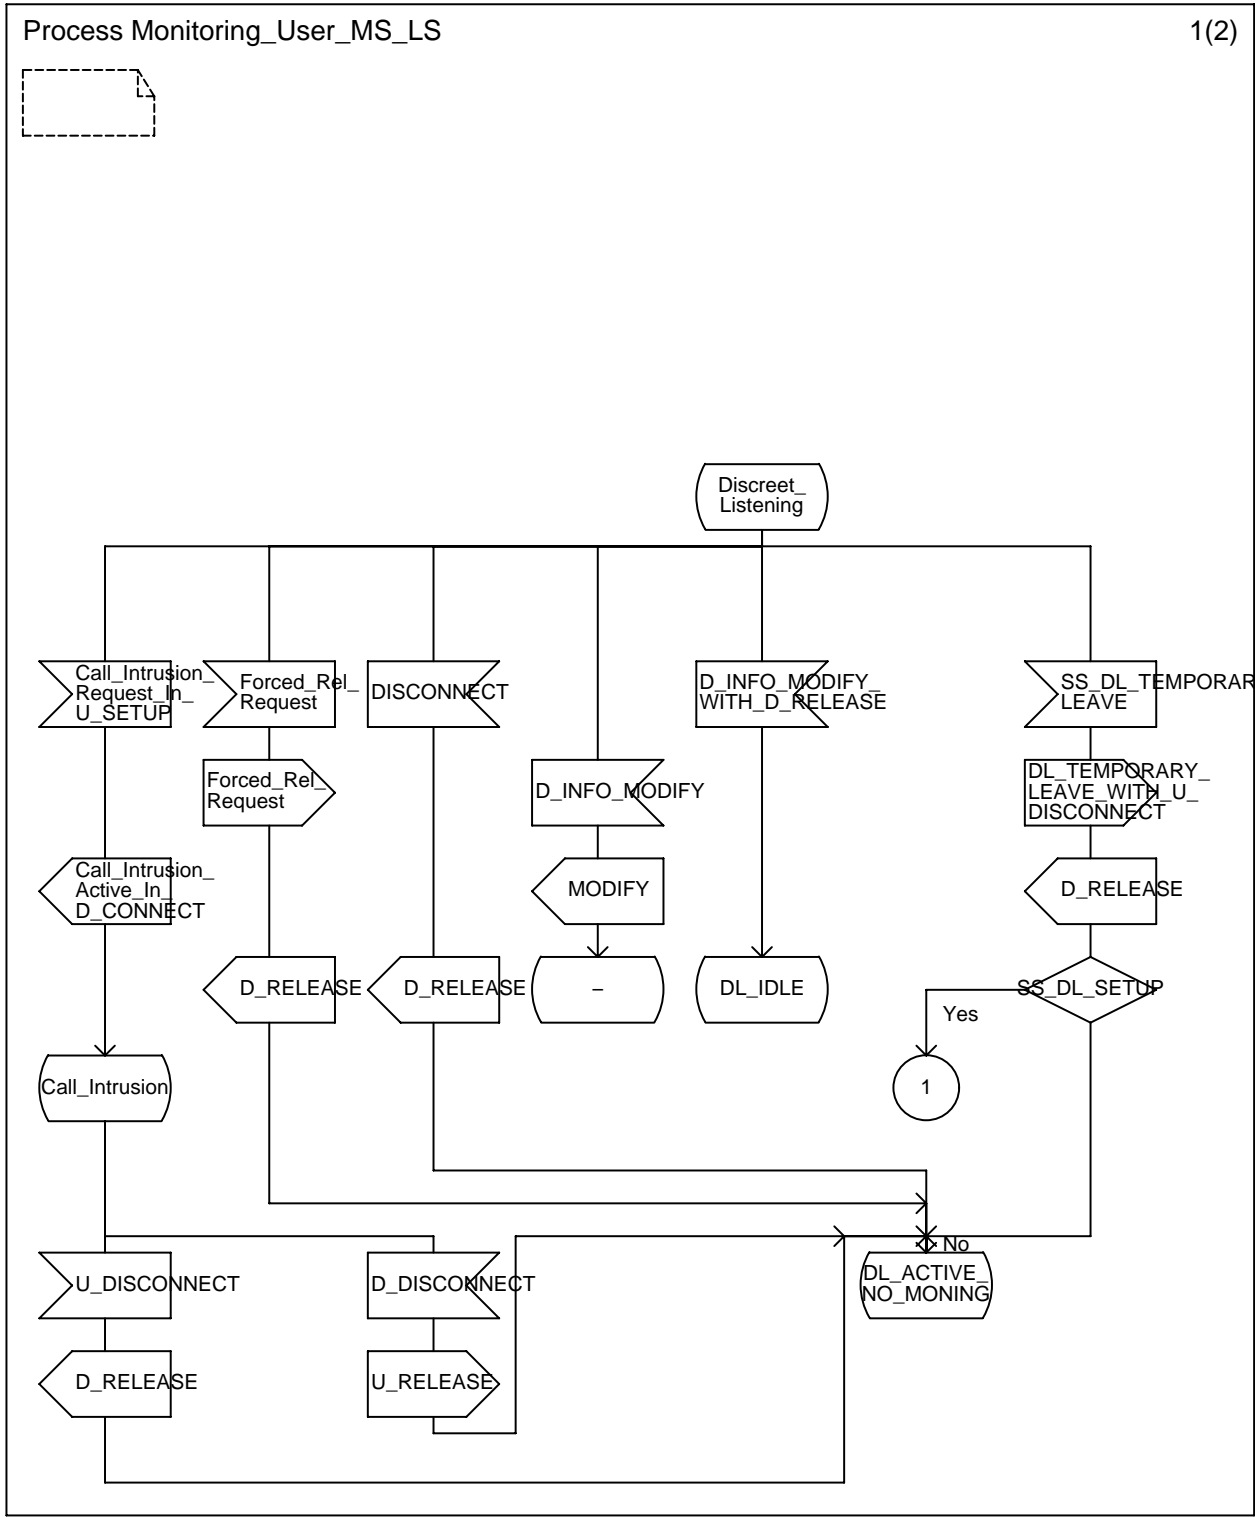 Process Monitoring_User_MS_LS
1(2)
Discreet_
Listening
Call_Intrusion_
Request_In_
U_SETUP
Forced_Rel_
Request
DISCONNECT
D_INFO_MODIFY_
WITH_D_RELEASE
SS_DL_TEMPORAR
LEAVE
Forced_Rel_
Request
D_INFO_MODIFY
DL_TEMPORARY_
LEAVE_WITH_U_
DISCONNECT
Call_Intrusion_
Active_In_
D_CONNECT
MODIFY
D_RELEASE
D_RELEASE
D_RELEASE
–
DL_IDLE
SS_DL_SETUP
Yes
Call_Intrusion
1
No
U_DISCONNECT
D_DISCONNECT
DL_ACTIVE_
NO_MONING
D_RELEASE
U_RELEASE